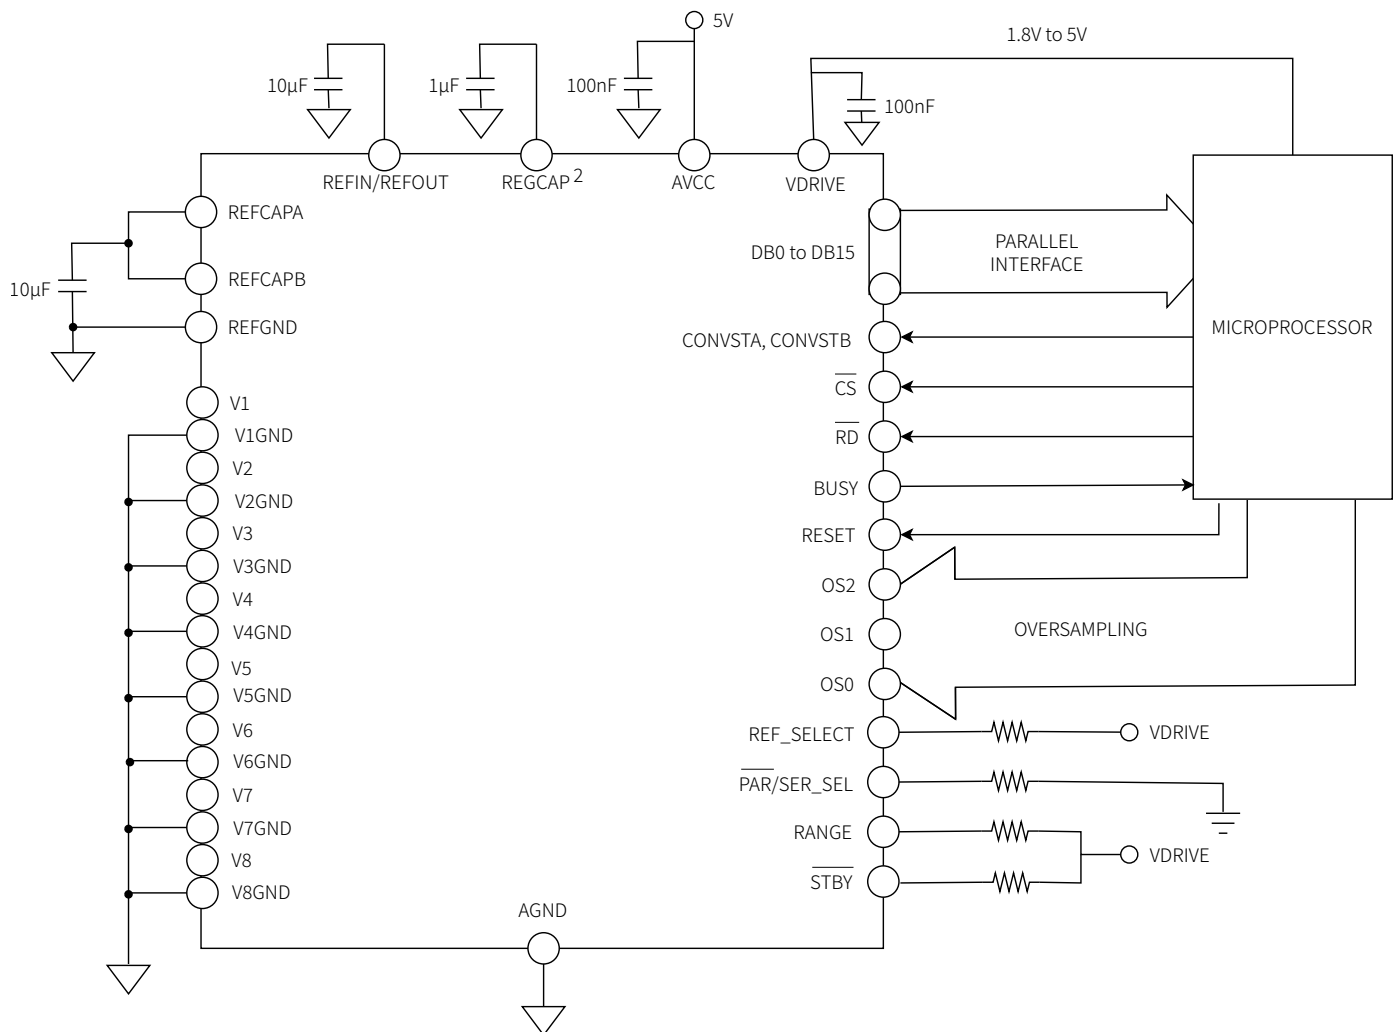 5V
1.8V to 5V
10µF
1µF
100nF
100nF
REFIN/REFOUT
REGCAP 2
AVCC
VDRIVE
REFCAPA
REFCAPB
10µF
REFGND
V1
V1GND
V2
V2GND
V3
V3GND
V4
V4GND
V5
V5GND
V6
V6GND
V7
V7GND
V8
V8GND
AGND
DB0 to DB15
PARALLEL
INTERFACE
MICROPROCESSOR
CONVSTA, CONVSTB
CS
RD
BUSY
RESET
OS2
OS1
OVERSAMPLING
OS0
REF_SELECT
VDRIVE
PAR/SER_SEL
RANGE
VDRIVE
STBY